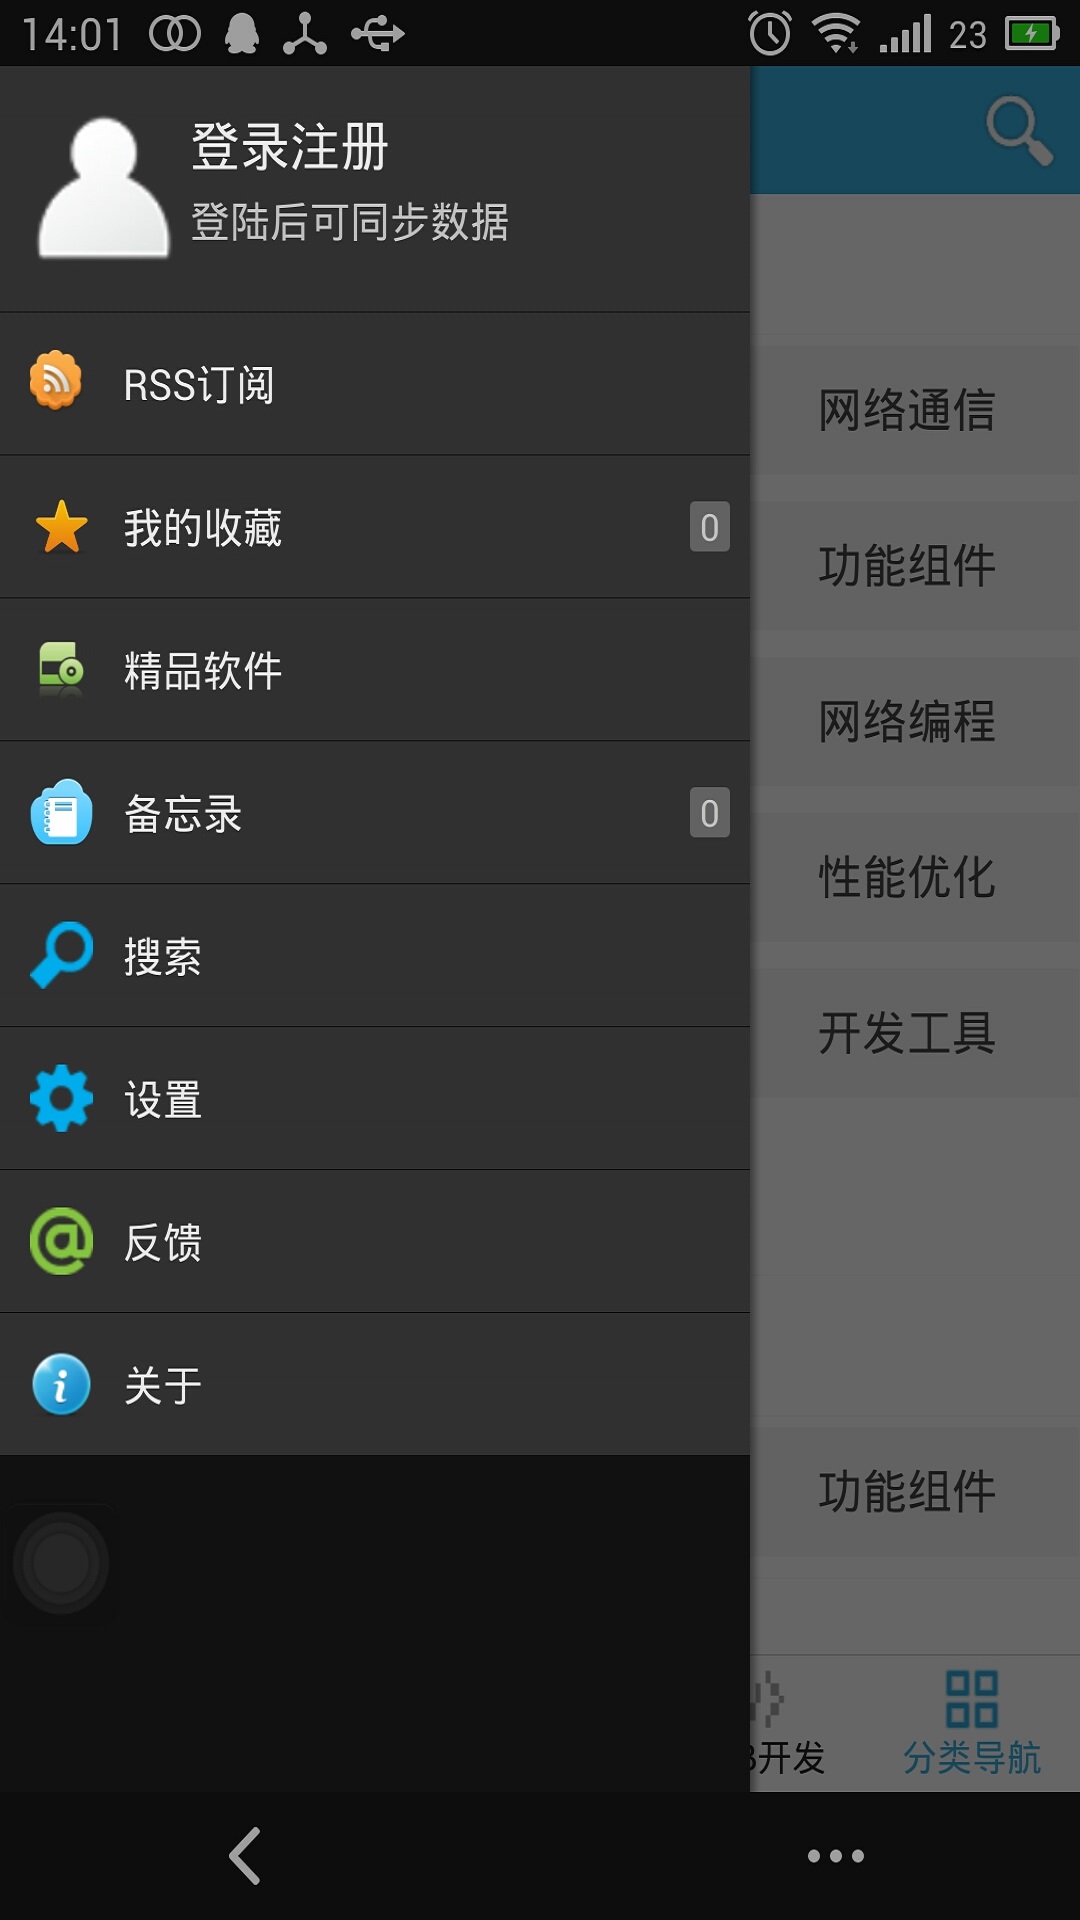 14:01
23
登录注册
登陆后可同步数据
RSS订阅
我的收藏
0
精品软件
备忘录
0
搜索
设置
反馈
关于
网络通信
功能组件
网络编程
性能优化
开发工具
功能组件
开发
分类导航